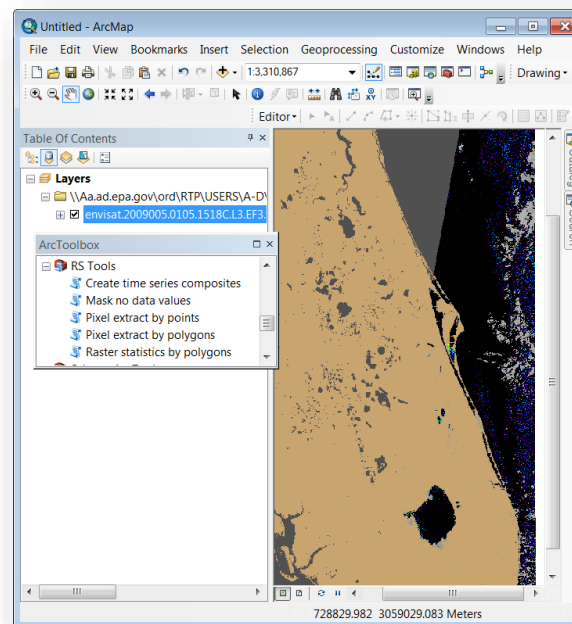 Untitled - ArcMap
File Edit View Bookmarks Insert Selection Geoprocessing Customize Windows Help
1:3,310,867
Drawing
Editor
Table Of Contents
Layers
\\Aa.ad.epa.gov\ord\RTP\USERS\A-D\
envisat.2009005.0105.1518C.L3.EF3.
ArcToolbox
RS Tools
Create time series composites
Mask no data values
Pixel extract by points
Pixel extract by polygons
Raster statistics by polygons
728829.982 3059029.083 Meters